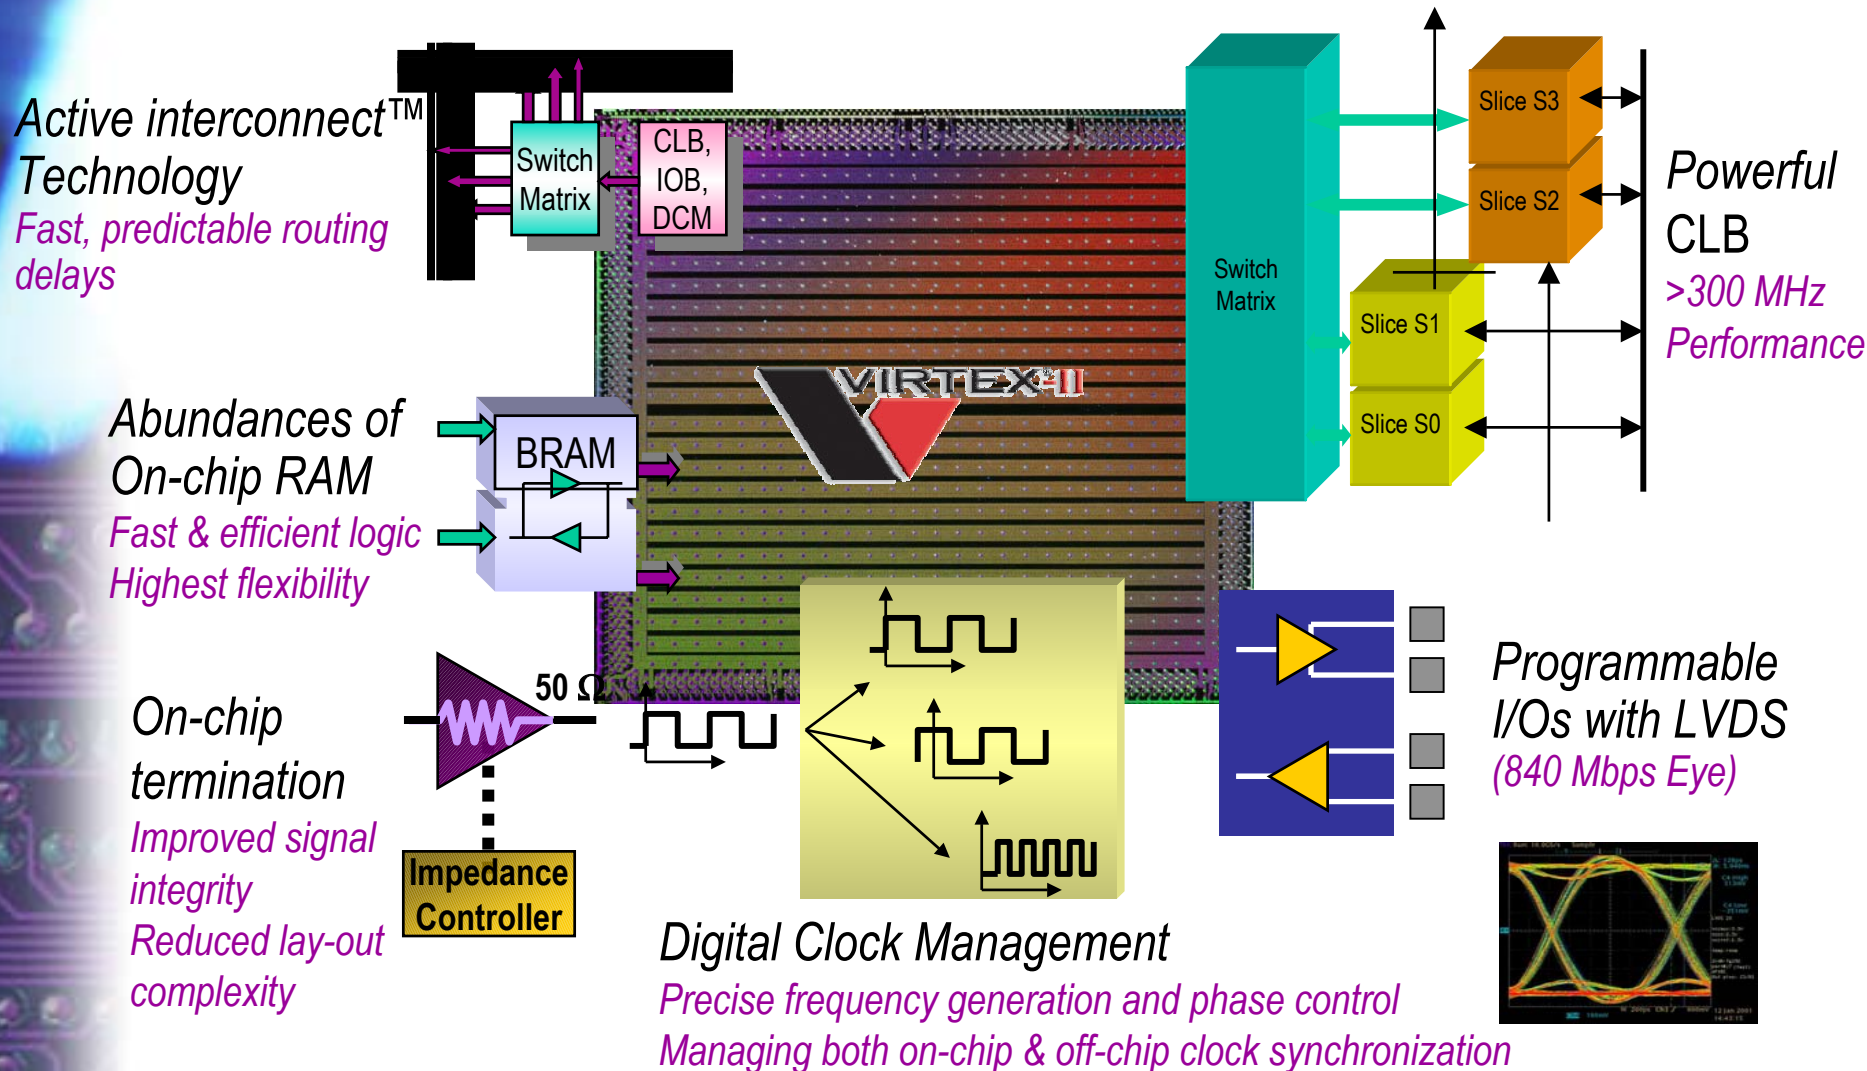 Active interconnect™
Technology
Fast, predictable routing
delays
Switch
Matrix
CLB,
IOB,
DCM
Switch
Matrix
Slice S3
Slice S2
Slice S1
Slice S0
Powerful
CLB
>300 MHz
Performance
VIRTEX-II
Abundances of
On-chip RAM
Fast & efficient logic
Highest flexibility
BRAM
On-chip
termination
Improved signal
integrity
Reduced lay-out
complexity
50 Ω
Impedance
Controller
Digital Clock Management
Precise frequency generation and phase control
Managing both on-chip & off-chip clock synchronization
Programmable
I/Os with LVDS
(840 Mbps Eye)
12 Jan 2001